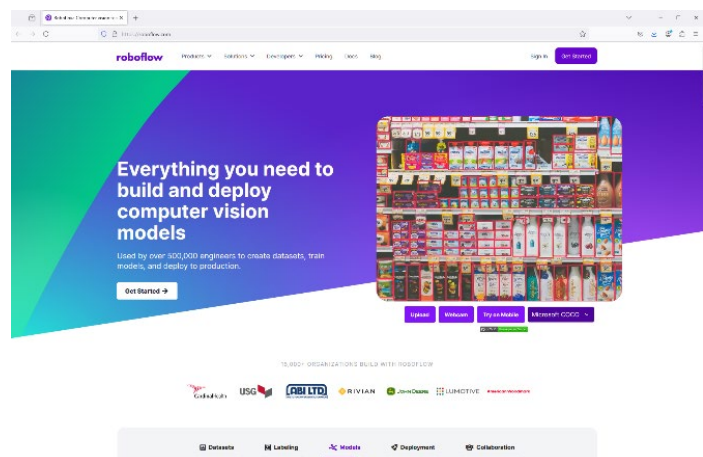 roboflow
Products
Solutions
Developers
Pricing
Docs
Blog
Sign In
Get Started
Everything you need to
build and deploy
computer vision
models
Used by over 500,000 engineers to create datasets, train
models, and deploy to production.
Get Started →
Upload
Webcam
Try on Mobile
Microsoft COCO
ORGANIZATIONS BUILD WITH ROBOFLOW
CardinalHealth
USG
ABI LTD
RIVIAN
JOHN DEERE
LUMOTIVE
Datasets
Labeling
Models
Deployment
Collaboration